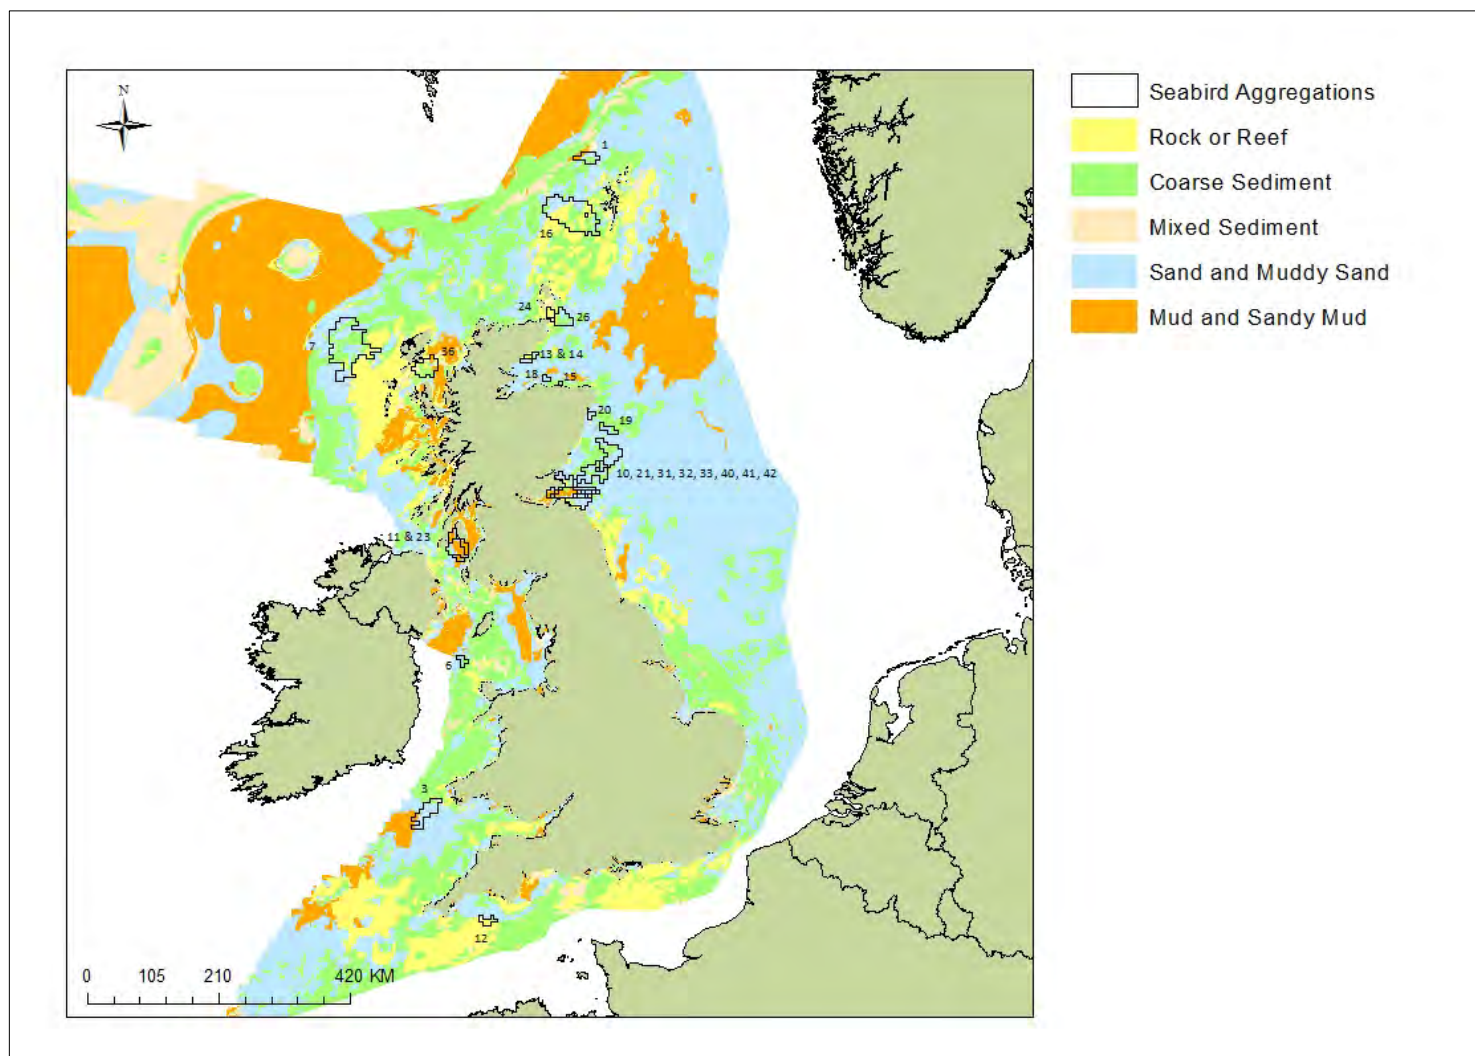 N
Seabird Aggregations
Rock or Reef
Coarse Sediment
Mixed Sediment
Sand and Muddy Sand
Mud and Sandy Mud
1
16
24
26
7
36
13 & 14
18
15
20
19
10, 21, 31, 32, 33, 40, 41, 42
11 & 23
6
3
12
0 105 210 420 KM